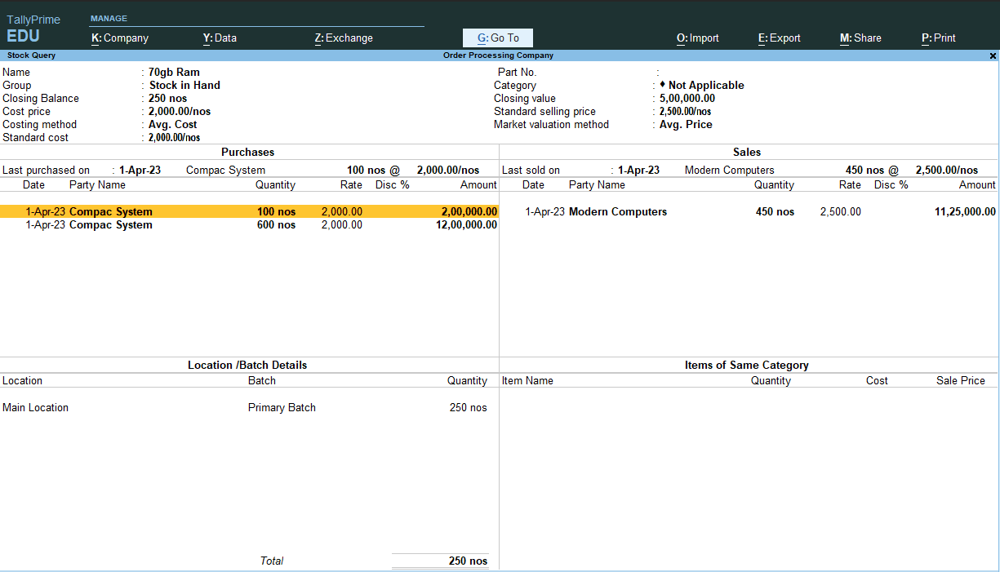 TallyPrime
EDU
MANAGE
K: Company Y: Data Z: Exchange G: Go To O: Import E: Export M: Share P: Print
Stock Query Order Processing Company ×
Name : 70gb Ram Part No. :
Group : Stock in Hand Category : ♦ Not Applicable
Closing Balance : 250 nos Closing value : 5,00,000.00
Cost price : 2,000.00/nos Standard selling price : 2,500.00/nos
Costing method : Avg. Cost Market valuation method : Avg. Price
Standard cost : 2,000.00/nos
Purchases Sales
Last purchased on : 1-Apr-23 Compac System 100 nos @ 2,000.00/nos Last sold on : 1-Apr-23 Modern Computers 450 nos @ 2,500.00/nos
Date Party Name Quantity Rate Disc % Amount Date Party Name Quantity Rate Disc % Amount
1-Apr-23 Compac System 100 nos 2,000.00 2,00,000.00 1-Apr-23 Modern Computers 450 nos 2,500.00 11,25,000.00
1-Apr-23 Compac System 600 nos 2,000.00 12,00,000.00
Location /Batch Details Items of Same Category
Location Batch Quantity Item Name Quantity Cost Sale Price
Main Location Primary Batch 250 nos
Total 250 nos